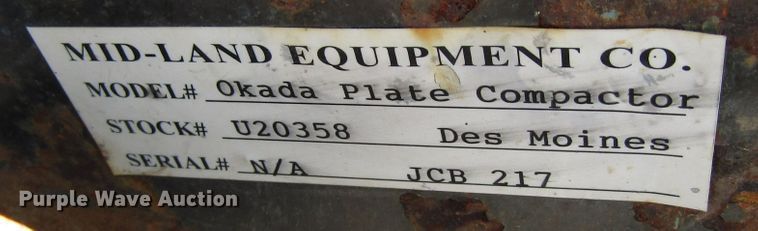 MID-LAND EQUIPMENT CO.
MODEL# Okada Plate Compactor
STOCK# U20358 Des Moines
SERIAL# N/A JCB 217
Purple Wave Auction